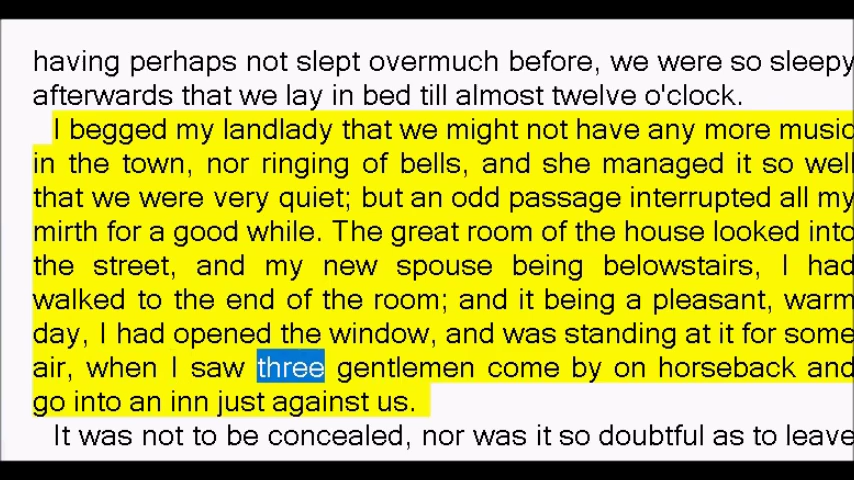 having perhaps not slept overmuch before, we were so sleepy
afterwards that we lay in bed till almost twelve o'clock.
I begged my landlady that we might not have any more music
in the town, nor ringing of bells, and she managed it so well
that we were very quiet; but an odd passage interrupted all my
mirth for a good while. The great room of the house looked into
the street, and my new spouse being belowstairs, I had
walked to the end of the room; and it being a pleasant, warm
day, I had opened the window, and was standing at it for some
air, when I saw three gentlemen come by on horseback and
go into an inn just against us.
It was not to be concealed, nor was it so doubtful as to leave